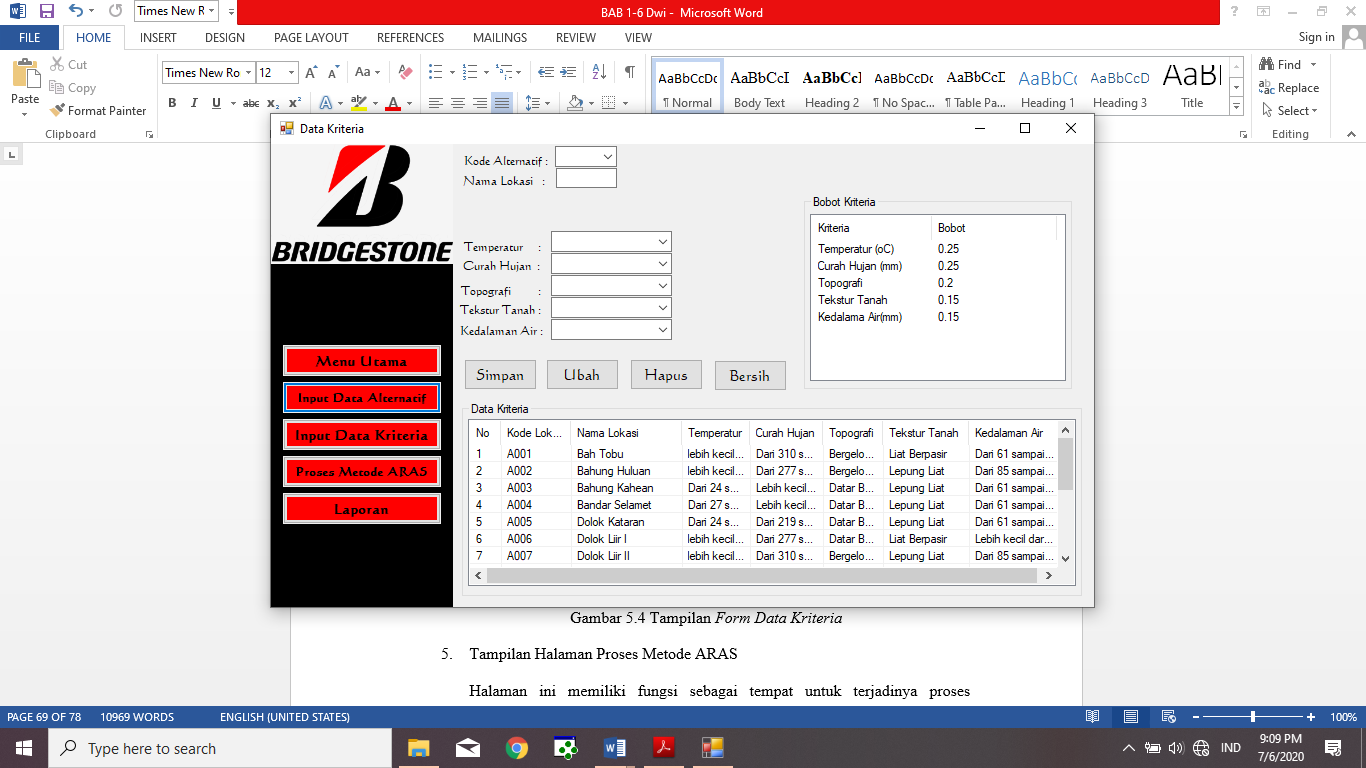 Times New R
BAB 1-6 Dwi - Microsoft Word
FILE HOME INSERT DESIGN PAGE LAYOUT REFERENCES MAILINGS REVIEW VIEW Sign in
Paste
Cut
Copy
Format Painter
Clipboard
Times New Ro 12
B I U abc x₂ x²
AaBbCcDc AaBbCcI AaBbCcI AaBbCcDc AaBbCcD AaBbCc AaBbCcD AaBI
¶ Normal Body Text Heading 2 ¶ No Spac... ¶ Table Pa... Heading 1 Heading 3 Title
Find
Replace
Select
Editing
Data Kriteria
BRIDGESTONE
Menu Utama
Input Data Alternatif
Input Data Kriteria
Proses Metode ARAS
Laporan
Kode Alternatif :
Nama Lokasi :
Temperatur :
Curah Hujan :
Topografi :
Tekstur Tanah :
Kedalaman Air :
Simpan Ubah Hapus Bersih
Bobot Kriteria
Kriteria Bobot
Temperatur (oC) 0.25
Curah Hujan (mm) 0.25
Topografi 0.2
Tekstur Tanah 0.15
Kedalama Air(mm) 0.15
Data Kriteria
No Kode Lok... Nama Lokasi Temperatur Curah Hujan Topografi Tekstur Tanah Kedalaman Air
1 A001 Bah Tobu lebih kecil... Dari 310 s... Bergelo... Liat Berpasir Dari 61 sampai...
2 A002 Bahung Huluan lebih kecil... Dari 277 s... Bergelo... Lepung Liat Dari 85 sampai...
3 A003 Bahung Kahean Dari 24 s... Lebih kecil... Datar B... Lepung Liat Dari 61 sampai...
4 A004 Bandar Selamet Dari 27 s... Lebih kecil... Datar B... Lepung Liat Dari 61 sampai...
5 A005 Dolok Kataran Dari 24 s... Dari 219 s... Datar B... Lepung Liat Dari 61 sampai...
6 A006 Dolok Liir I lebih kecil... Dari 277 s... Datar B... Liat Berpasir Lebih kecil dar...
7 A007 Dolok Liir II lebih kecil... Dari 310 s... Bergelo... Lepung Liat Dari 85 sampai...
Gambar 5.4 Tampilan Form Data Kriteria
5. Tampilan Halaman Proses Metode ARAS
Halaman ini memiliki fungsi sebagai tempat untuk terjadinya proses
PAGE 69 OF 78 10969 WORDS ENGLISH (UNITED STATES) 100%
Type here to search
IND
9:09 PM
7/6/2020